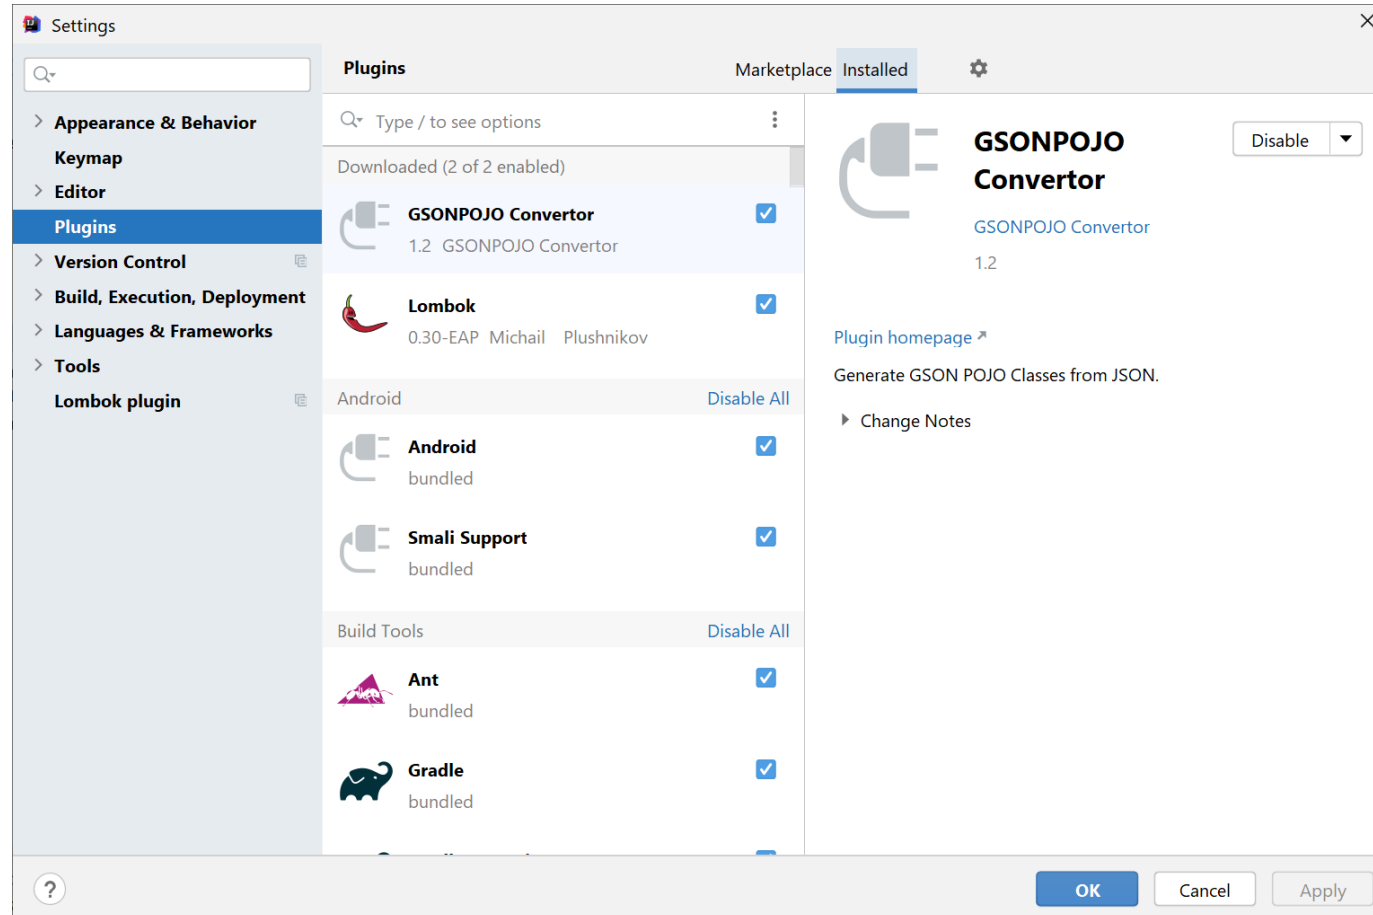 Settings
Appearance & Behavior
Keymap
Editor
Plugins
Version Control
Build, Execution, Deployment
Languages & Frameworks
Tools
Lombok plugin
Plugins
Marketplace
Installed
Type / to see options
Downloaded (2 of 2 enabled)
GSONPOJO Convertor
1.2 GSONPOJO Convertor
Lombok
0.30-EAP Michail Plushnikov
Android Disable All
Android
bundled
Smali Support
bundled
Build Tools Disable All
Ant
bundled
Gradle
bundled
GSONPOJO
Convertor
Disable
GSONPOJO Convertor
1.2
Plugin homepage
Generate GSON POJO Classes from JSON.
Change Notes
?
OK
Cancel
Apply